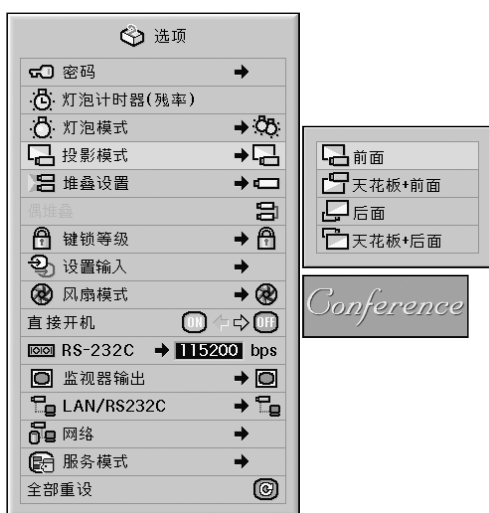 选项
密码
灯泡计时器(残率)
灯泡模式
投影模式
堆叠设置
偶堆叠
键锁等级
设置输入
风扇模式
直接开机 ON OFF
RS-232C 115200 bps
监视器输出
LAN/RS232C
网络
服务模式
全部重设
前面
天花板+前面
后面
天花板+后面
Conference